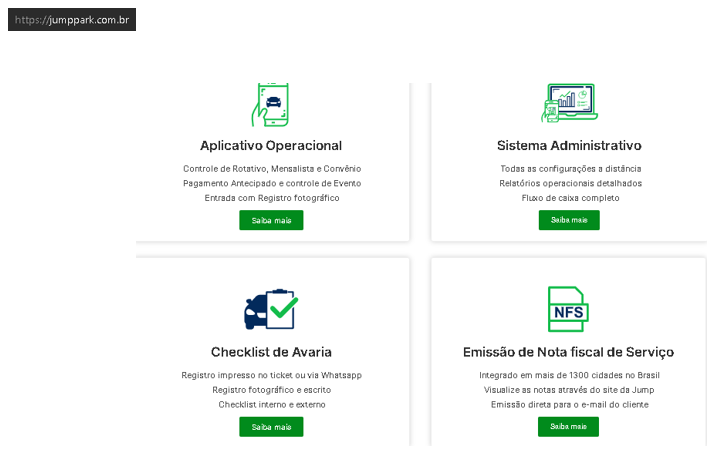 https://jumppark.com.br
Aplicativo Operacional
Controle de Rotativo, Mensalista e Convênio
Pagamento Antecipado e controle de Evento
Entrada com Registro fotográfico
Saiba mais
Sistema Administrativo
Todas as configurações a distância
Relatórios operacionais detalhados
Fluxo de caixa completo
Saiba mais
Checklist de Avaria
Registro impresso no ticket ou via Whatsapp
Registro fotográfico e escrito
Checklist interno e externo
Saiba mais
NFS
Emissão de Nota fiscal de Serviço
Integrado em mais de 1300 cidades no Brasil
Visualize as notas através do site da Jump
Emissão direta para o e-mail do cliente
Saiba mais